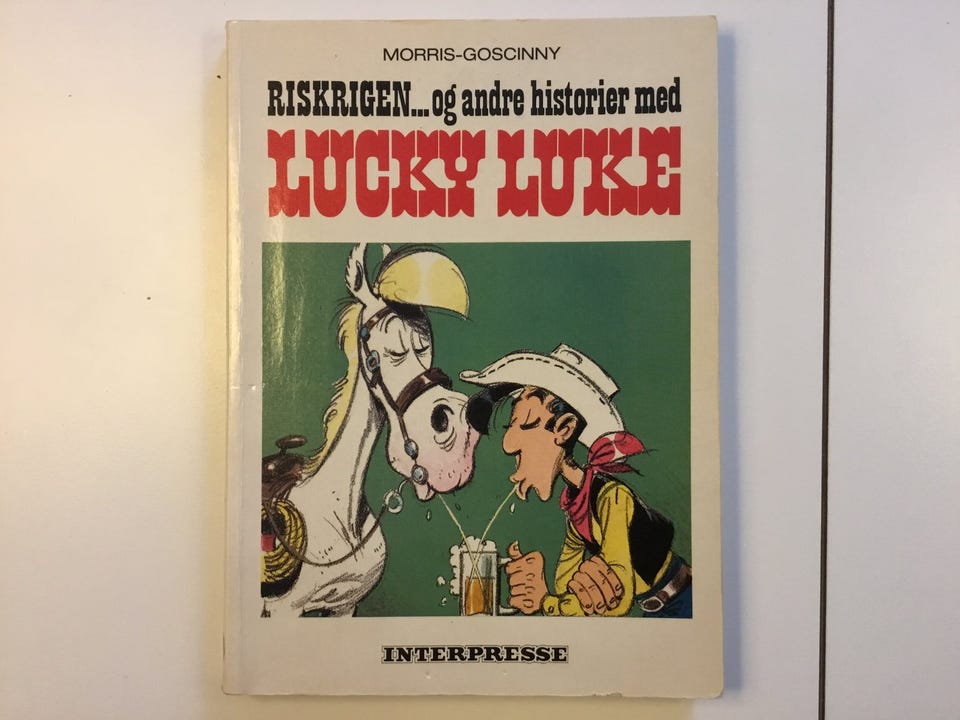 MORRIS-GOSCINNY
RISKRIGEN...og andre historier med
LUCKY LUKE
INTERPRESSE